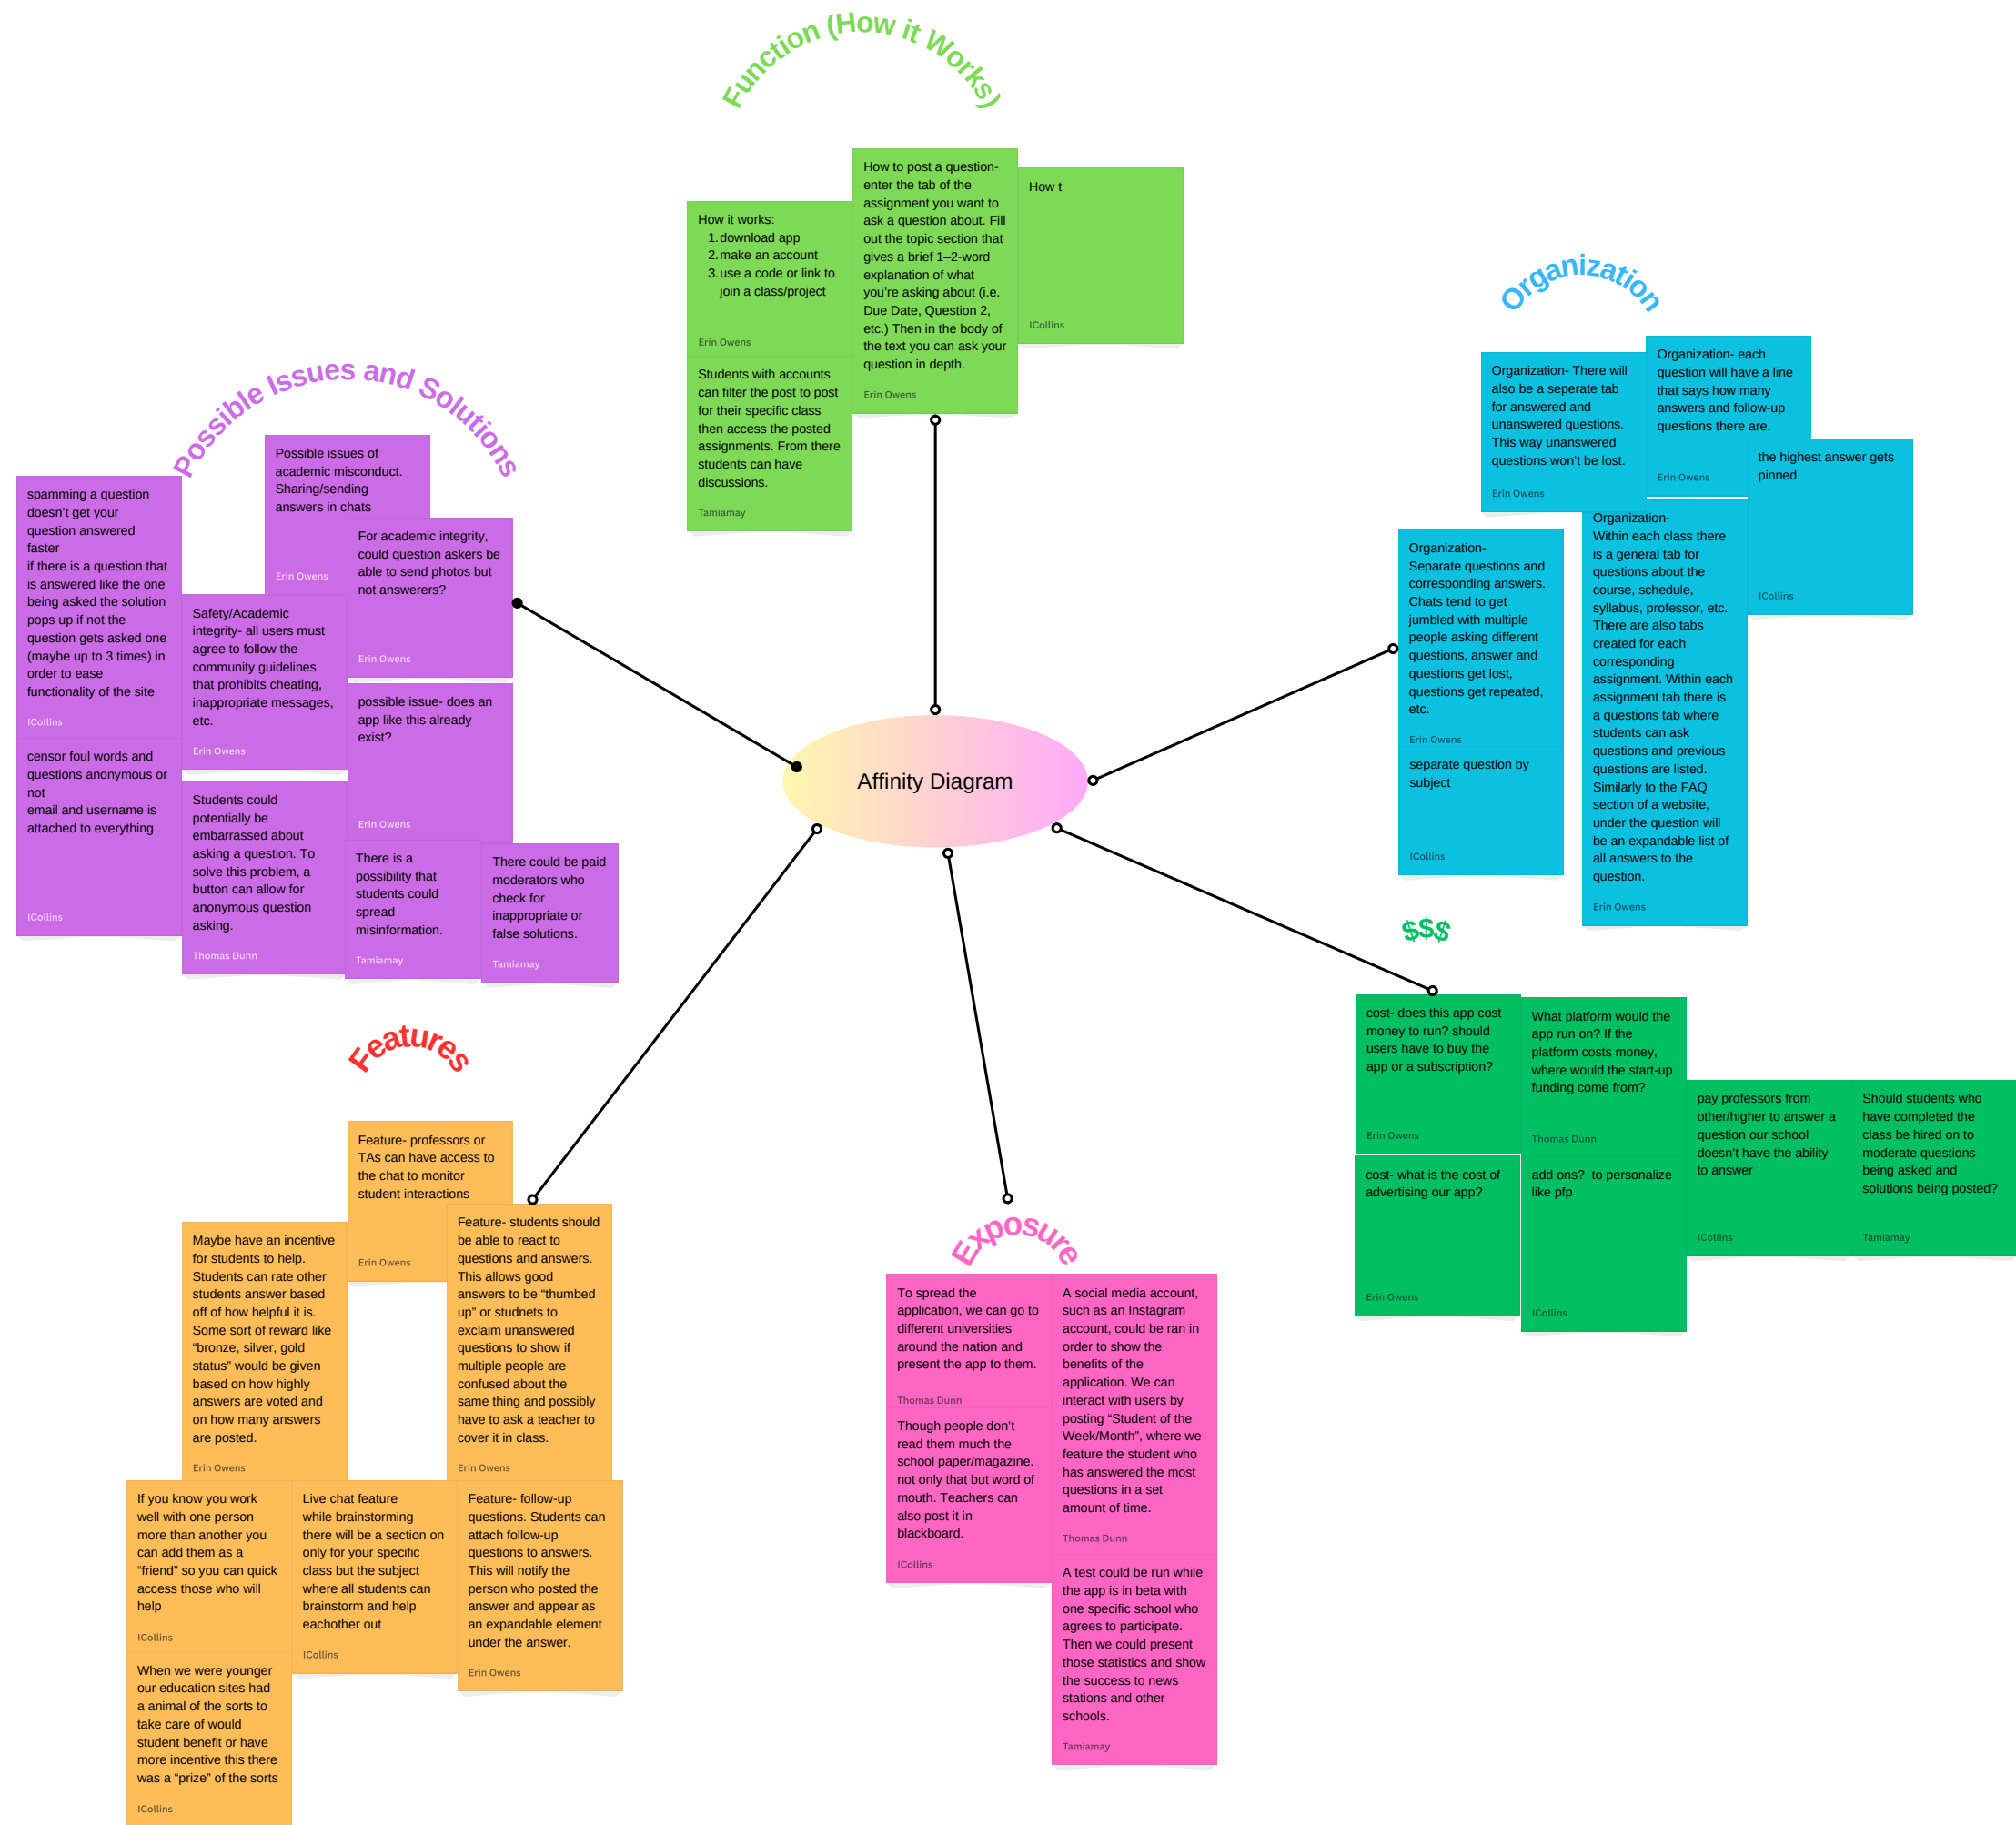 Function (How it Works)
How it works:
1. download app
2. make an account
3. use a code or link to
join a class/project
Erin Owens
Students with accounts
can filter the post to post
for their specific class
then access the posted
assignments. From there
students can have
discussions.
Tamiamay
How to post a question-
enter the tab of the
assignment you want to
ask a question about. Fill
out the topic section that
gives a brief 1–2-word
explanation of what
you’re asking about (i.e.
Due Date, Question 2,
etc.) Then in the body of
the text you can ask your
question in depth.
Erin Owens
How t
ICollins
Organization
Organization- There will
also be a seperate tab
for answered and
unanswered questions.
This way unanswered
questions won’t be lost.
Erin Owens
Organization- each
question will have a line
that says how many
answers and follow-up
questions there are.
Erin Owens
the highest answer gets
pinned
ICollins
Organization-
Separate questions and
corresponding answers.
Chats tend to get
jumbled with multiple
people asking different
questions, answer and
questions get lost,
questions get repeated,
etc.
Erin Owens
separate question by
subject
ICollins
Organization-
Within each class there
is a general tab for
questions about the
course, schedule,
syllabus, professor, etc.
There are also tabs
created for each
corresponding
assignment. Within each
assignment tab there is
a questions tab where
students can ask
questions and previous
questions are listed.
Similarly to the FAQ
section of a website,
under the question will
be an expandable list of
all answers to the
question.
Erin Owens
Possible Issues and Solutions
spamming a question
doesn’t get your
question answered
faster
if there is a question that
is answered like the one
being asked the solution
pops up if not the
question gets asked one
(maybe up to 3 times) in
order to ease
functionality of the site
ICollins
censor foul words and
questions anonymous or
not
email and username is
attached to everything
ICollins
Possible issues of
academic misconduct.
Sharing/sending
answers in chats
Erin Owens
For academic integrity,
could question askers be
able to send photos but
not answerers?
Erin Owens
Safety/Academic
integrity- all users must
agree to follow the
community guidelines
that prohibits cheating,
inappropriate messages,
etc.
Erin Owens
possible issue- does an
app like this already
exist?
Erin Owens
Students could
potentially be
embarrassed about
asking a question. To
solve this problem, a
button can allow for
anonymous question
asking.
Thomas Dunn
There is a
possibility that
students could
spread
misinformation.
Tamiamay
There could be paid
moderators who
check for
inappropriate or
false solutions.
Tamiamay
Affinity Diagram
$$$
cost- does this app cost
money to run? should
users have to buy the
app or a subscription?
Erin Owens
What platform would the
app run on? If the
platform costs money,
where would the start-up
funding come from?
Thomas Dunn
pay professors from
other/higher to answer a
question our school
doesn’t have the ability
to answer
ICollins
Should students who
have completed the
class be hired on to
moderate questions
being asked and
solutions being posted?
Tamiamay
cost- what is the cost of
advertising our app?
Erin Owens
add ons?  to personalize
like pfp
ICollins
Features
Feature- professors or
TAs can have access to
the chat to monitor
student interactions
Erin Owens
Maybe have an incentive
for students to help.
Students can rate other
students answer based
off of how helpful it is.
Some sort of reward like
“bronze, silver, gold
status” would be given
based on how highly
answers are voted and
on how many answers
are posted.
Erin Owens
Feature- students should
be able to react to
questions and answers.
This allows good
answers to be “thumbed
up” or studnets to
exclaim unanswered
questions to show if
multiple people are
confused about the
same thing and possibly
have to ask a teacher to
cover it in class.
Erin Owens
If you know you work
well with one person
more than another you
can add them as a
“friend” so you can quick
access those who will
help
ICollins
Live chat feature
while brainstorming
there will be a section on
only for your specific
class but the subject
where all students can
brainstorm and help
eachother out
ICollins
Feature- follow-up
questions. Students can
attach follow-up
questions to answers.
This will notify the
person who posted the
answer and appear as
an expandable element
under the answer.
Erin Owens
When we were younger
our education sites had
a animal of the sorts to
take care of would
student benefit or have
more incentive this there
was a “prize” of the sorts
ICollins
Exposure
To spread the
application, we can go to
different universities
around the nation and
present the app to them.
Thomas Dunn
Though people don’t
read them much the
school paper/magazine.
not only that but word of
mouth. Teachers can
also post it in
blackboard.
ICollins
A social media account,
such as an Instagram
account, could be ran in
order to show the
benefits of the
application. We can
interact with users by
posting “Student of the
Week/Month”, where we
feature the student who
has answered the most
questions in a set
amount of time.
Thomas Dunn
A test could be run while
the app is in beta with
one specific school who
agrees to participate.
Then we could present
those statistics and show
the success to news
stations and other
schools.
Tamiamay